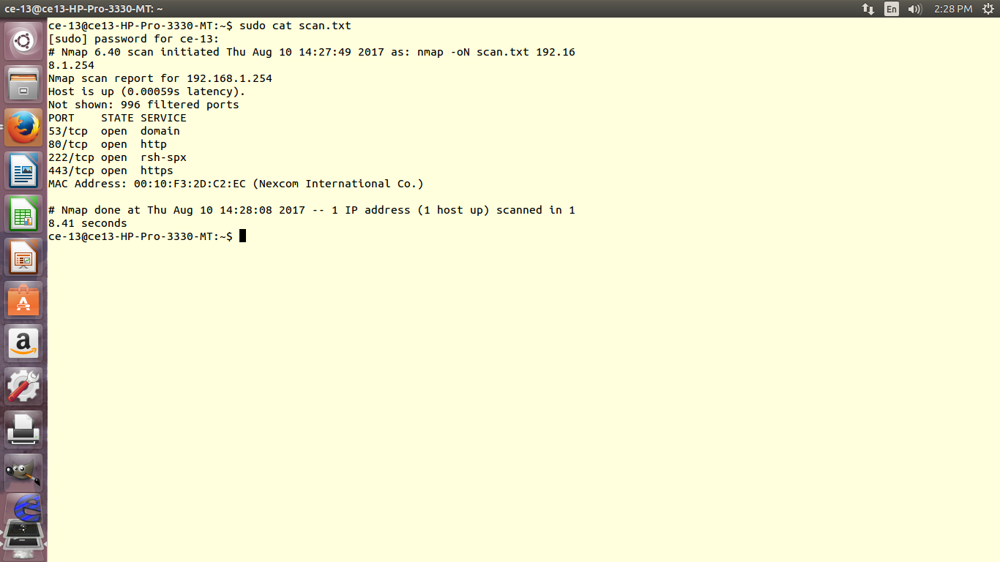 ce-13@ce13-HP-Pro-3330-MT: ~
En
2:28 PM
ce-13@ce13-HP-Pro-3330-MT:~$ sudo cat scan.txt
[sudo] password for ce-13:
# Nmap 6.40 scan initiated Thu Aug 10 14:27:49 2017 as: nmap -oN scan.txt 192.16
8.1.254
Nmap scan report for 192.168.1.254
Host is up (0.00059s latency).
Not shown: 996 filtered ports
PORT    STATE SERVICE
53/tcp  open  domain
80/tcp  open  http
222/tcp open  rsh-spx
443/tcp open  https
MAC Address: 00:10:F3:2D:C2:EC (Nexcom International Co.)
# Nmap done at Thu Aug 10 14:28:08 2017 -- 1 IP address (1 host up) scanned in 1
8.41 seconds
ce-13@ce13-HP-Pro-3330-MT:~$